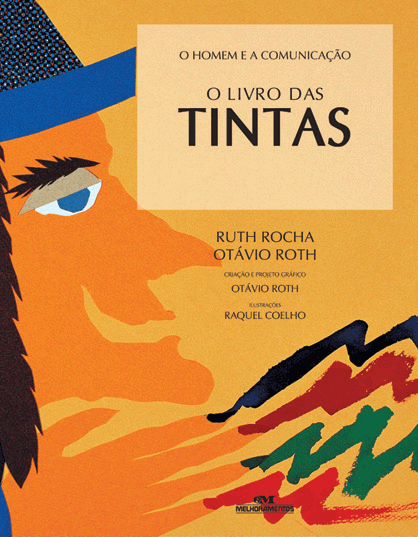 O HOMEM E A COMUNICAÇÃO
O LIVRO DAS
TINTAS
RUTH ROCHA
OTÁVIO ROTH
CRIAÇÃO E PROJETO GRÁFICO
OTÁVIO ROTH
ILUSTRAÇÕES
RAQUEL COELHO
MELHORAMENTOS